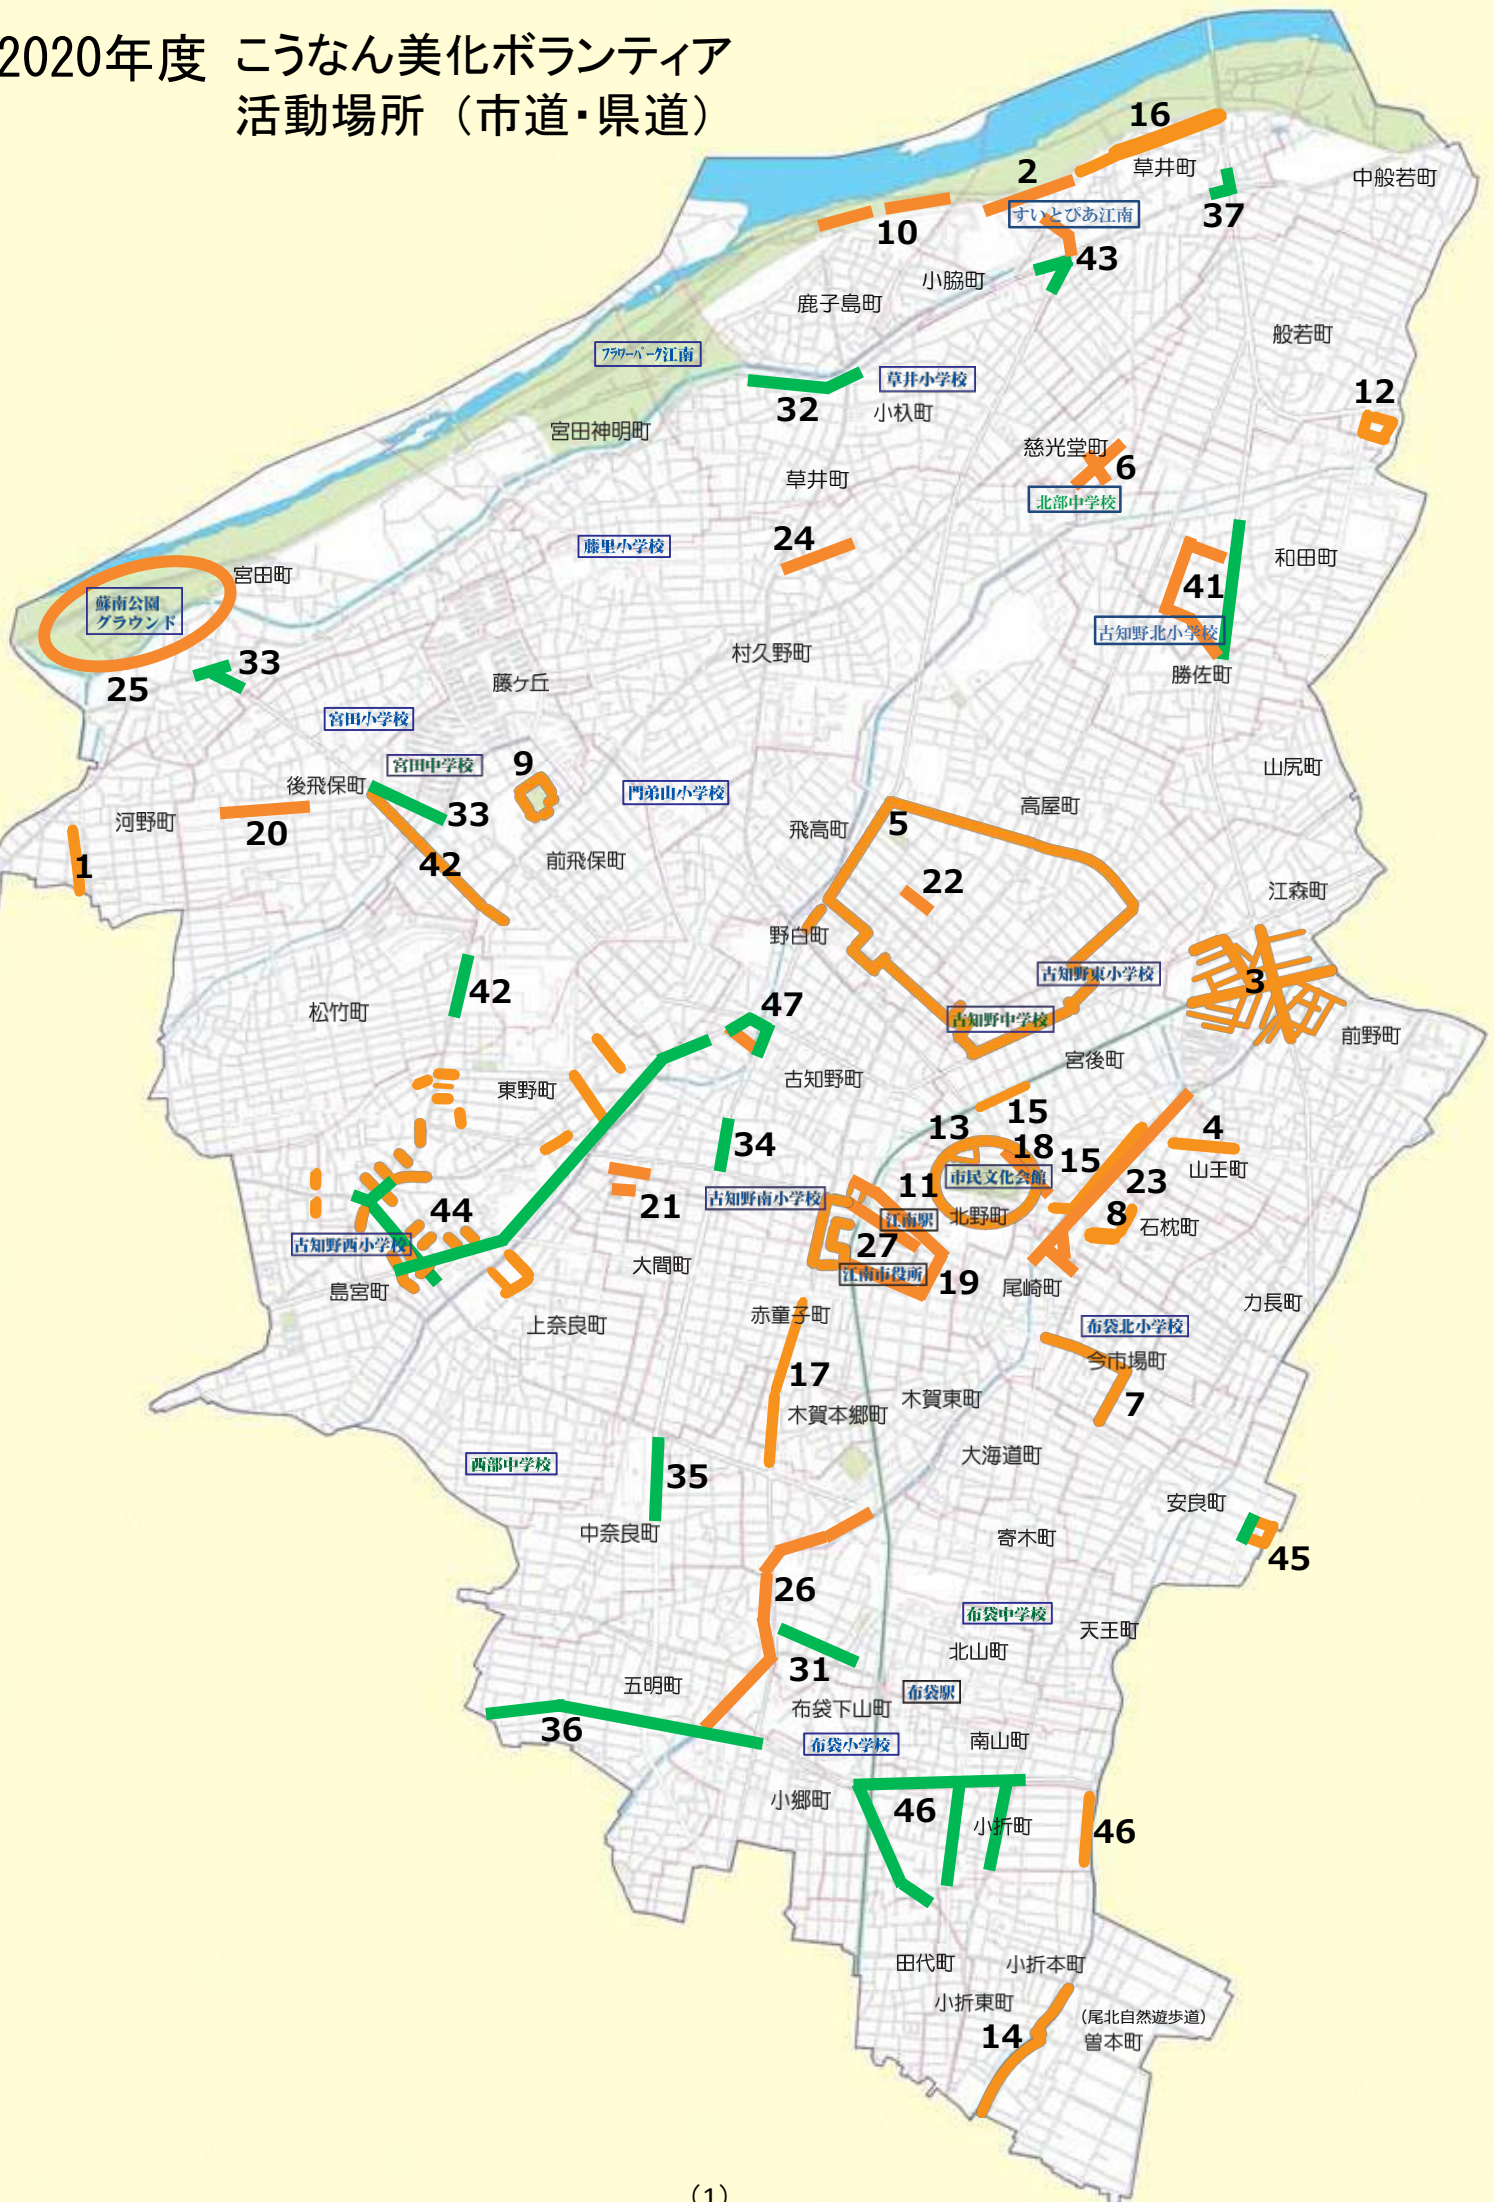 2020年度 こうなん美化ボランティア
活動場所（市道・県道）
16
草井町
中般若町
2
すいとぴあ江南
37
10
43
小脇町
鹿子島町
般若町
フラワーパーク江南
草井小学校
12
32
小杁町
宮田神明町
慈光堂町
6
草井町
北部中学校
24
藤里小学校
和田町
宮田町
41
蘇南公園
グラウンド
古知野北小学校
村久野町
33
勝佐町
25
藤ヶ丘
宮田小学校
宮田中学校
9
山尻町
後飛保町
門弟山小学校
高屋町
33
河野町
20
飛高町
5
42
1
前飛保町
22
江森町
野白町
古知野東小学校
3
42
松竹町
47
古知野中学校
前野町
宮後町
古知野町
東野町
15
13
4
34
18
15
山王町
市民文化会館
23
11
古知野南小学校
21
44
江南駅
北野町
8
石枕町
古知野西小学校
27
大間町
江南市役所
19
尾崎町
島宮町
力長町
赤童子町
上奈良町
布袋北小学校
今市場町
17
木賀東町
7
木賀本郷町
大海道町
西部中学校
35
安良町
中奈良町
寄木町
45
26
布袋中学校
天王町
北山町
31
五明町
布袋駅
布袋下山町
36
南山町
布袋小学校
小郷町
46
小折町
46
田代町
小折本町
小折東町
（尾北自然遊歩道）
14
曽本町
（1）